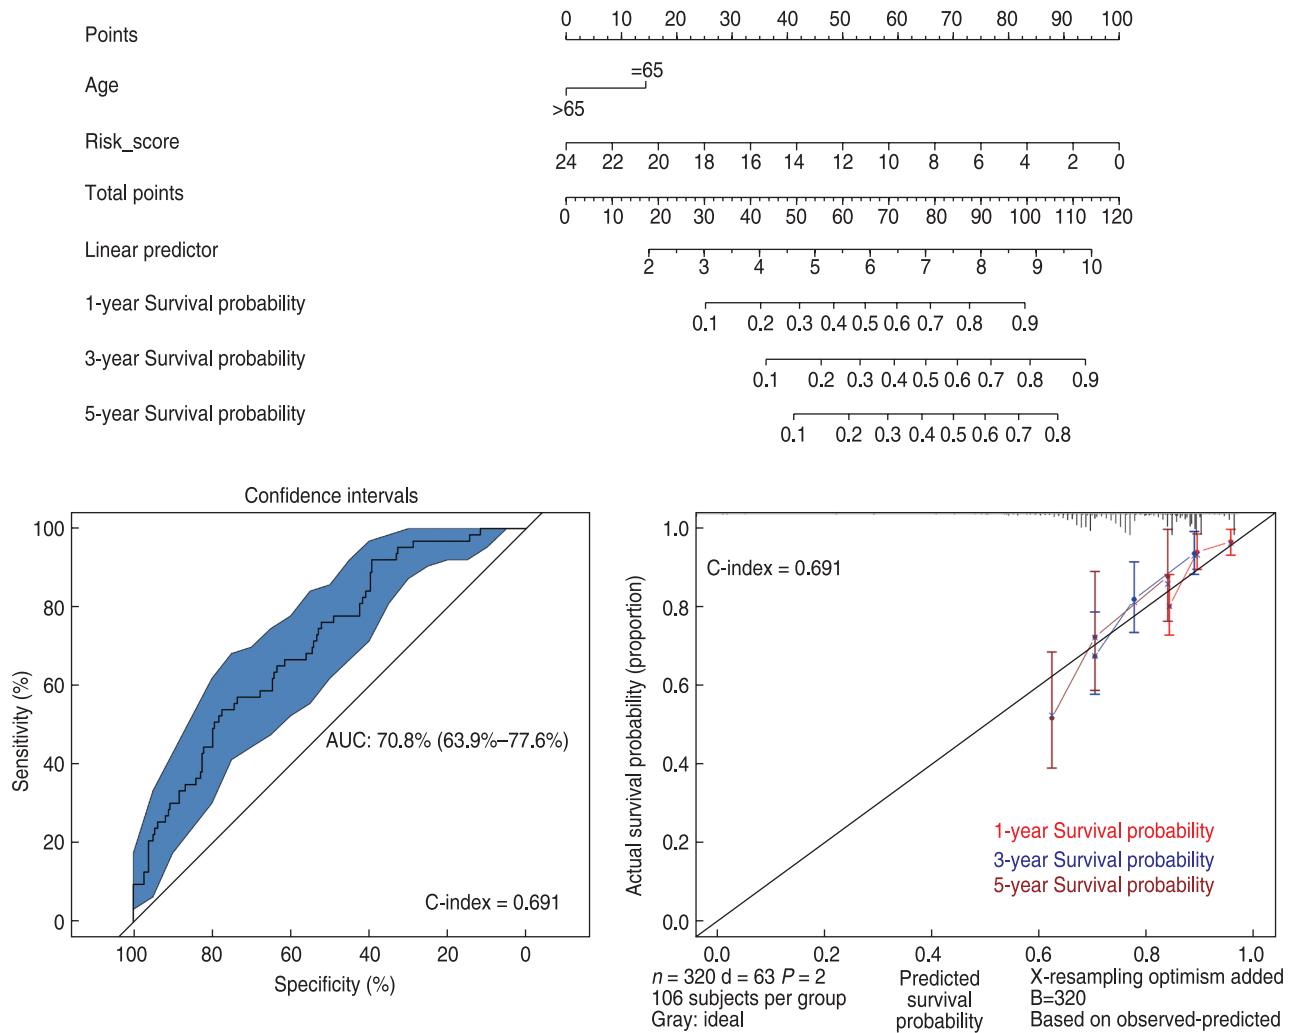 Points
0 10 20 30 40 50 60 70 80 90 100
Age
=65
>65
Risk_score
24 22 20 18 16 14 12 10 8 6 4 2 0
Total points
0 10 20 30 40 50 60 70 80 90 100 110 120
Linear predictor
2 3 4 5 6 7 8 9 10
1-year Survival probability
0.1 0.2 0.3 0.4 0.5 0.6 0.7 0.8 0.9
3-year Survival probability
0.1 0.2 0.3 0.4 0.5 0.6 0.7 0.8 0.9
5-year Survival probability
0.1 0.2 0.3 0.4 0.5 0.6 0.7 0.8
Confidence intervals
Sensitivity (%)
100
80
60
40
20
0
AUC: 70.8% (63.9%–77.6%)
C-index = 0.691
100 80 60 40 20 0
Specificity (%)
Actual survival probability (proportion)
1.0
0.8
0.6
0.4
0.2
0.0
C-index = 0.691
1-year Survival probability
3-year Survival probability
5-year Survival probability
0.0 0.2 0.4 0.6 0.8 1.0
n = 320 d = 63 P = 2
106 subjects per group
Gray: ideal
Predicted
survival
probability
X-resampling optimism added
B=320
Based on observed-predicted